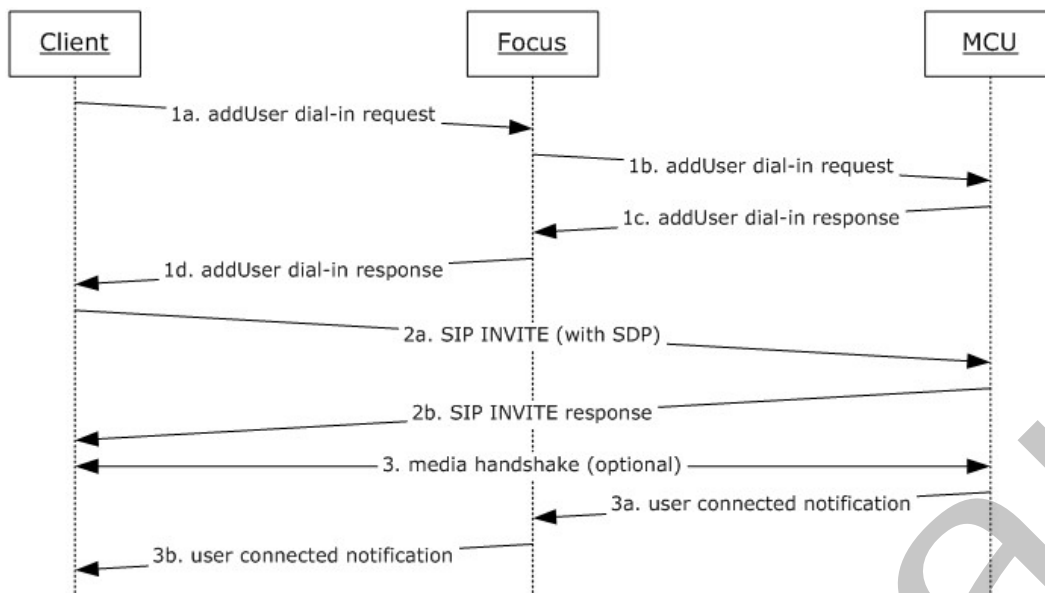 Client
Focus
MCU
1a. addUser dial-in request
1b. addUser dial-in request
1c. addUser dial-in response
1d. addUser dial-in response
2a. SIP INVITE (with SDP)
2b. SIP INVITE response
3. media handshake (optional)
3a. user connected notification
3b. user connected notification